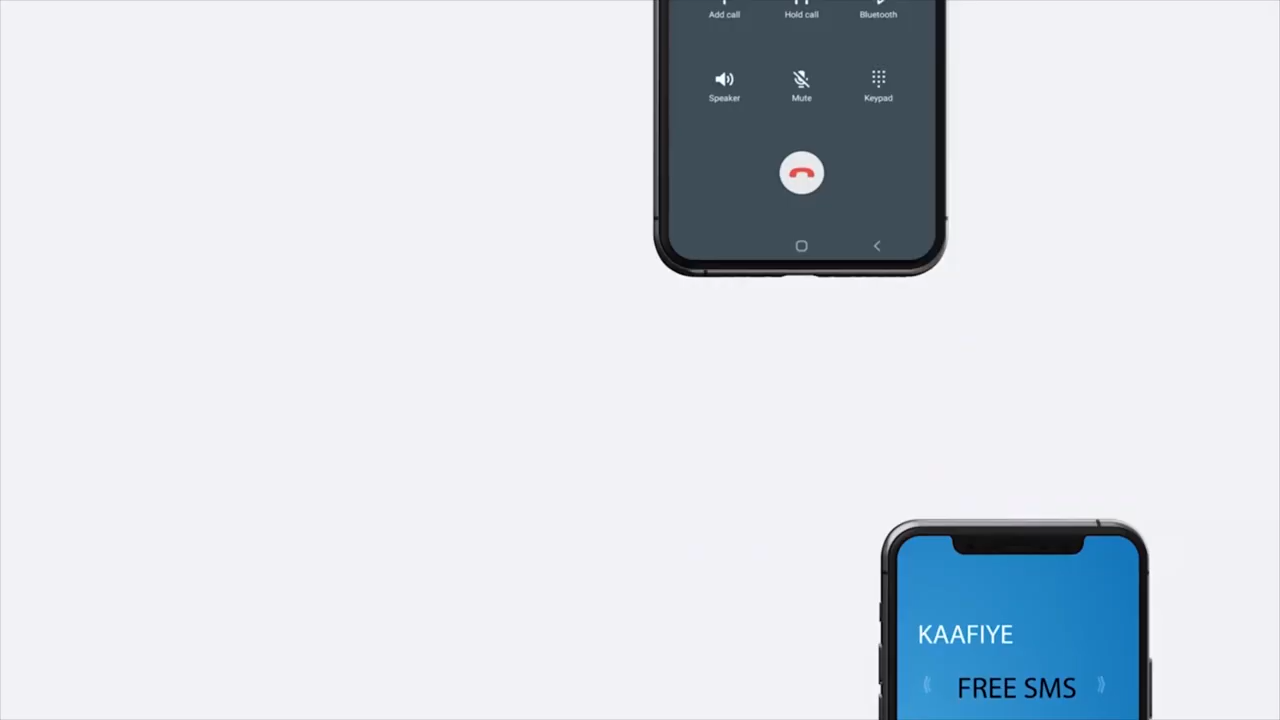 Add call Hold call Bluetooth
Speaker Mute Keypad
KAAFIYE
FREE SMS